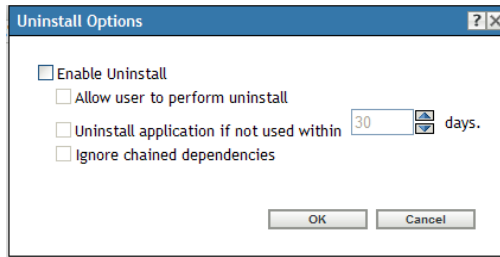 Uninstall Options ? X
Enable Uninstall
Allow user to perform uninstall
Uninstall application if not used within 30 days.
Ignore chained dependencies
OK Cancel